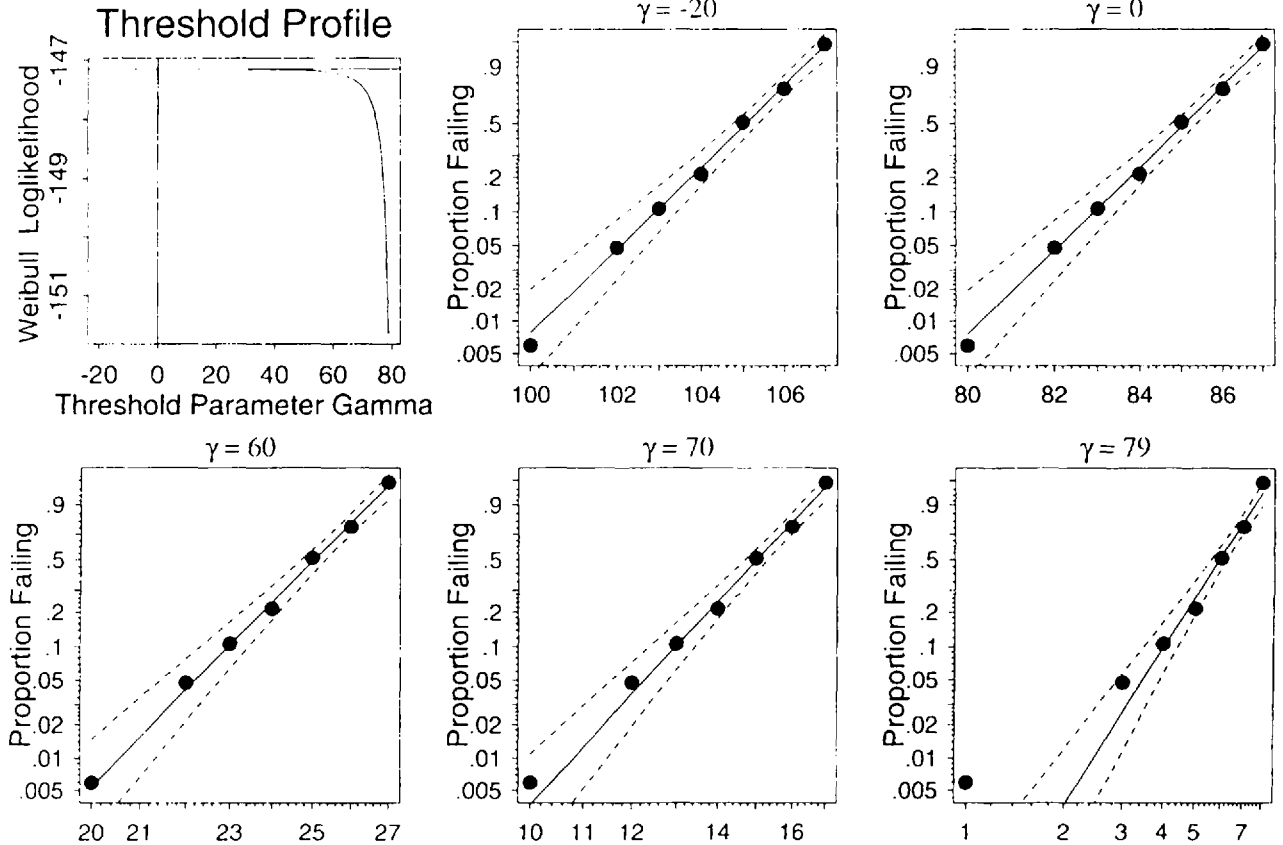 Threshold Profile
Weibull Loglikelihood
-147
-149
-151
-20 0 20 40 60 80
Threshold Parameter Gamma
γ = -20
Proportion Failing
.9
.5
.2
.1
.05
.02
.01
.005
100 102 104 106
γ = 0
Proportion Failing
.9
.5
.2
.1
.05
.02
.01
.005
80 82 84 86
γ = 60
Proportion Failing
.9
.5
.2
.1
.05
.02
.01
.005
20 21 23 25 27
γ = 70
Proportion Failing
.9
.5
.2
.1
.05
.02
.01
.005
10 11 12 14 16
γ = 79
Proportion Failing
.9
.5
.2
.1
.05
.02
.01
.005
1 2 3 4 5 7